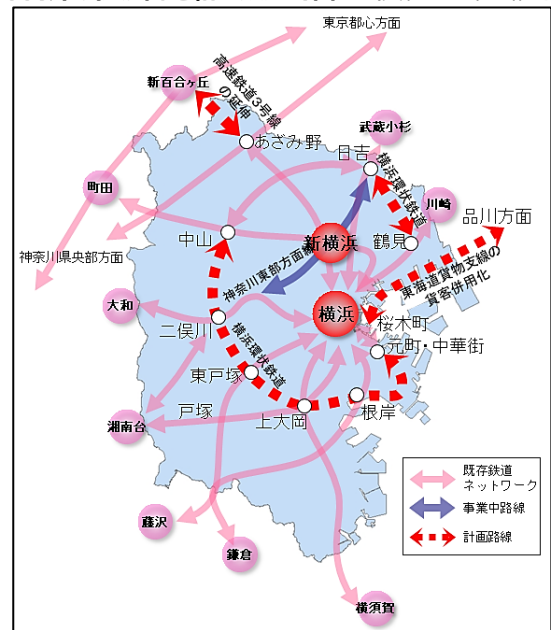 東京都心方面
新百合ヶ丘
高速鉄道3号線
の延伸
あざみ野
武蔵小杉
日吉
横浜環状鉄道
町田
川崎
品川方面
中山
新横浜
鶴見
神奈川県央部方面
神奈川東部方面線
東海道貨物支線の
貨客併用化
大和
横浜
桜木町
二俣川
元町・中華街
横浜環状鉄道
東戸塚
戸塚
上大岡
根岸
湘南台
既存鉄道
ネットワーク
事業中路線
計画路線
藤沢
鎌倉
横須賀